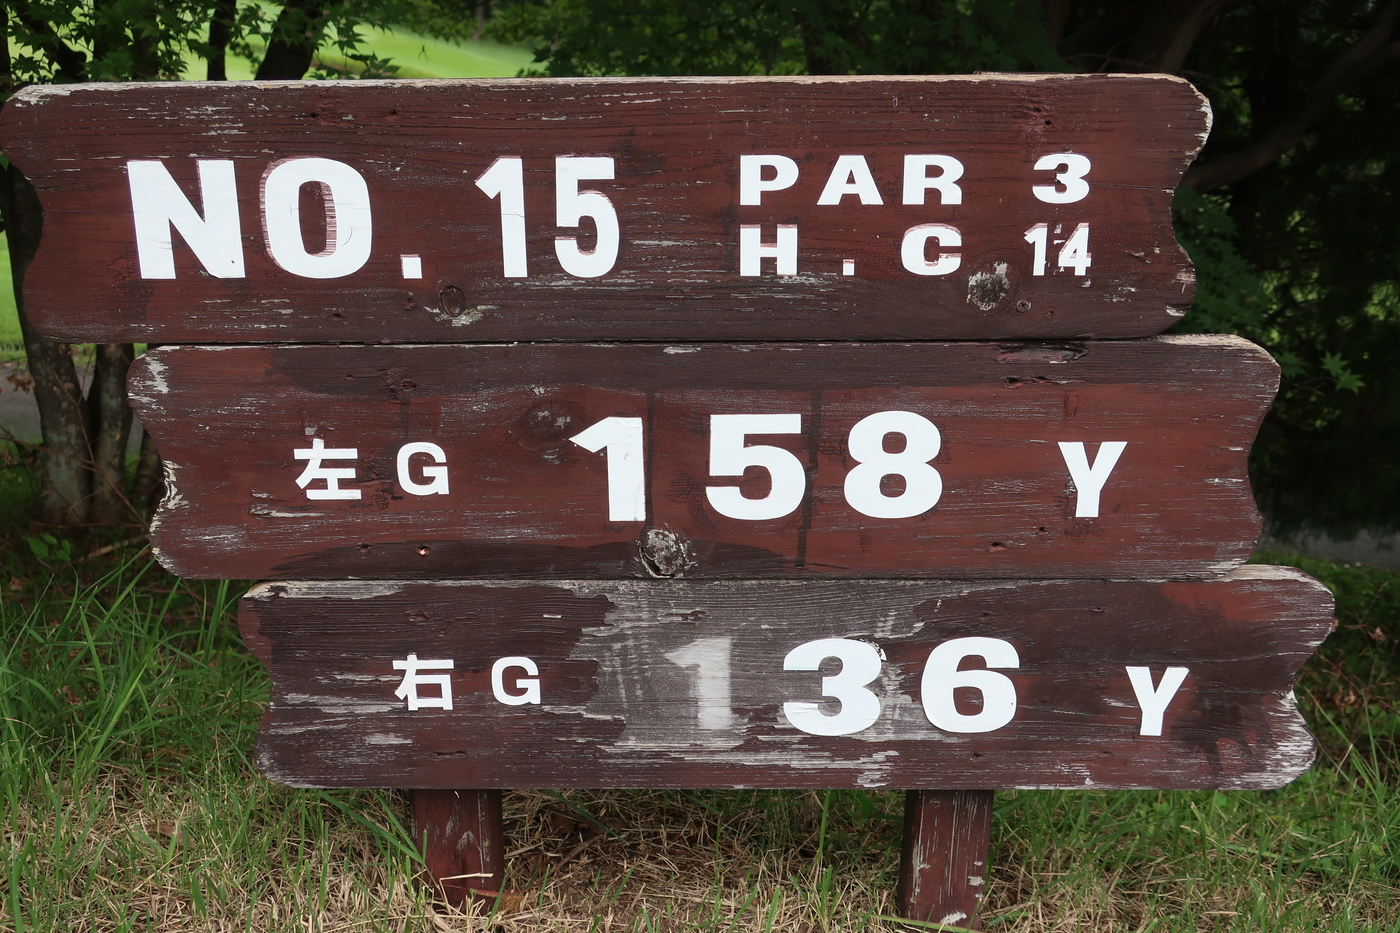 NO. 15 PAR 3
H.C 14
左G 158 Y
右G 136 Y